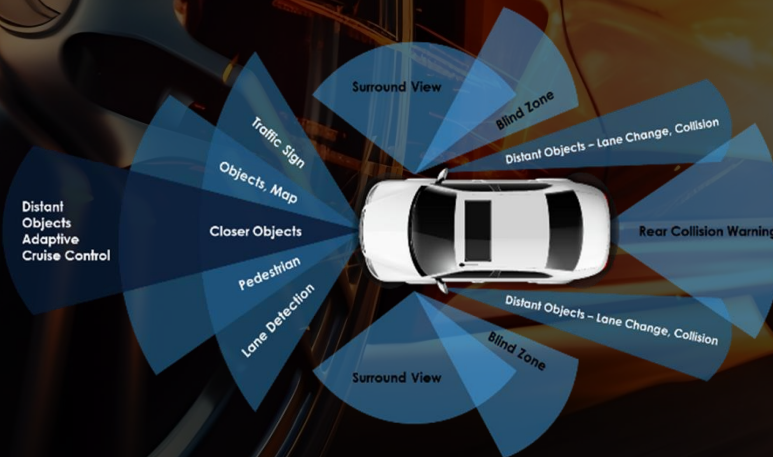 Surround View
Blind Zone
Traffic Sign
Distant Objects – Lane Change, Collision
Objects, Map
Distant
Objects
Adaptive
Cruise Control
Closer Objects
Rear Collision Warning
Pedestrian
Lane Detection
Distant Objects – Lane Change, Collision
Blind Zone
Surround View